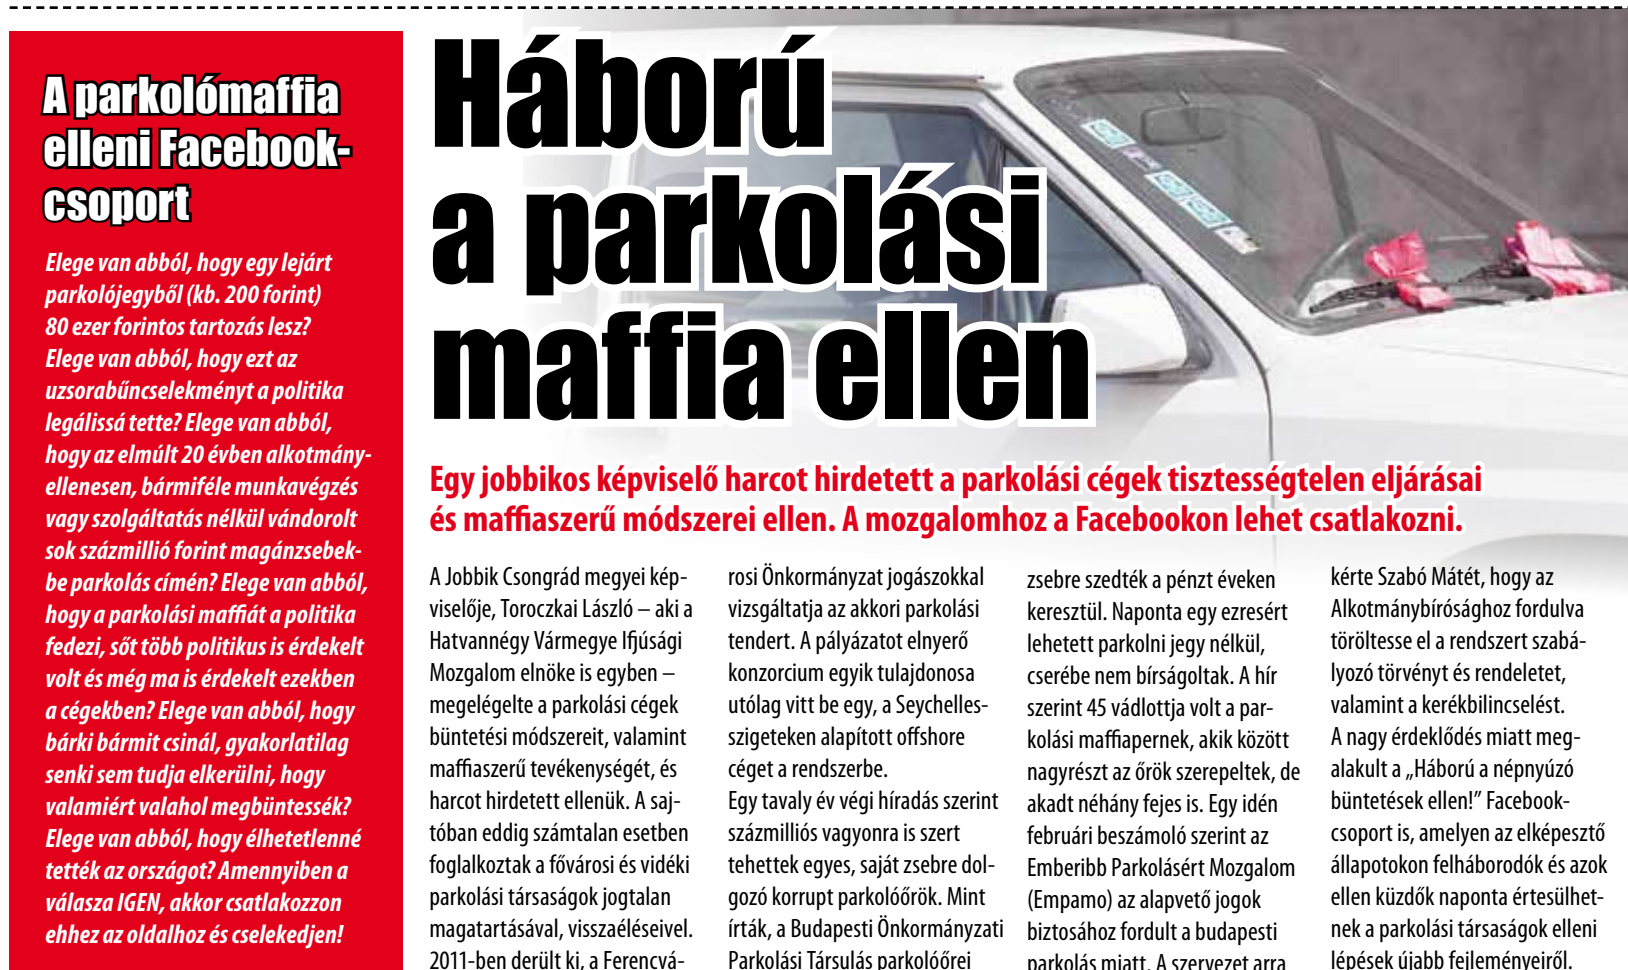 A parkolómaffia
elleni Facebook-
csoport
Elege van abból, hogy egy lejárt
parkolójegyből (kb. 200 forint)
80 ezer forintos tartozás lesz?
Elege van abból, hogy ezt az
uzsorabűncselekményt a politika
legálissá tette? Elege van abból,
hogy az elmúlt 20 évben alkotmány-
ellenesen, bármiféle munkavégzés
vagy szolgáltatás nélkül vándorolt
sok százmillió forint magánzsebek-
be parkolás címén? Elege van abból,
hogy a parkolási maffiát a politika
fedezi, sőt több politikus is érdekelt
volt és még ma is érdekelt ezekben
a cégekben? Elege van abból, hogy
bárki bármit csinál, gyakorlatilag
senki sem tudja elkerülni, hogy
valamiért valahol megbüntessék?
Elege van abból, hogy élhetetlenné
tették az országot? Amennyiben a
válasza IGEN, akkor csatlakozzon
ehhez az oldalhoz és cselekedjen!
Háború
a parkolási
maffia ellen
Egy jobbikos képviselő harcot hirdetett a parkolási cégek tisztességtelen eljárásai
és maffiaszerű módszerei ellen. A mozgalomhoz a Facebookon lehet csatlakozni.
A Jobbik Csongrád megyei kép-
viselője, Toroczkai László – aki a
Hatvannégy Vármegye Ifjúsági
Mozgalom elnöke is egyben –
megelégelte a parkolási cégek
büntetési módszereit, valamint
maffiaszerű tevékenységét, és
harcot hirdetett ellenük. A saj-
tóban eddig számtalan esetben
foglalkoztak a fővárosi és vidéki
parkolási társaságok jogtalan
magatartásával, visszaéléseivel.
2011-ben derült ki, a Ferencvá-
rosi Önkormányzat jogászokkal
vizsgáltatja az akkori parkolási
tendert. A pályázatot elnyerő
konzorcium egyik tulajdonosa
utólag vitt be egy, a Seychelles-
szigeteken alapított offshore
céget a rendszerbe.
Egy tavaly év végi híradás szerint
százmilliós vagyonra is szert
tehettek egyes, saját zsebre dol-
gozó korrupt parkolóőrök. Mint
írták, a Budapesti Önkormányzati
Parkolási Társulás parkolóőrei
zsebre szedték a pénzt éveken
keresztül. Naponta egy ezresért
lehetett parkolni jegy nélkül,
cserébe nem bírságoltak. A hír
szerint 45 vádlottja volt a par-
kolási maffiapernek, akik között
nagyrészt az őrök szerepeltek, de
akadt néhány fejes is. Egy idén
februári beszámoló szerint az
Emberibb Parkolásért Mozgalom
(Empamo) az alapvető jogok
biztosához fordult a budapesti
parkolás miatt. A szervezet arra
kérte Szabó Mátét, hogy az
Alkotmánybírósághoz fordulva
töröltesse el a rendszert szabá-
lyozó törvényt és rendeletet,
valamint a kerékbilincselést.
A nagy érdeklődés miatt meg-
alakult a „Háború a népnyúzó
büntetések ellen!” Facebook-
csoport is, amelyen az elképesztő
állapotokon felháborodók és azok
ellen küzdők naponta értesülhet-
nek a parkolási társaságok elleni
lépések újabb fejleményeiről.